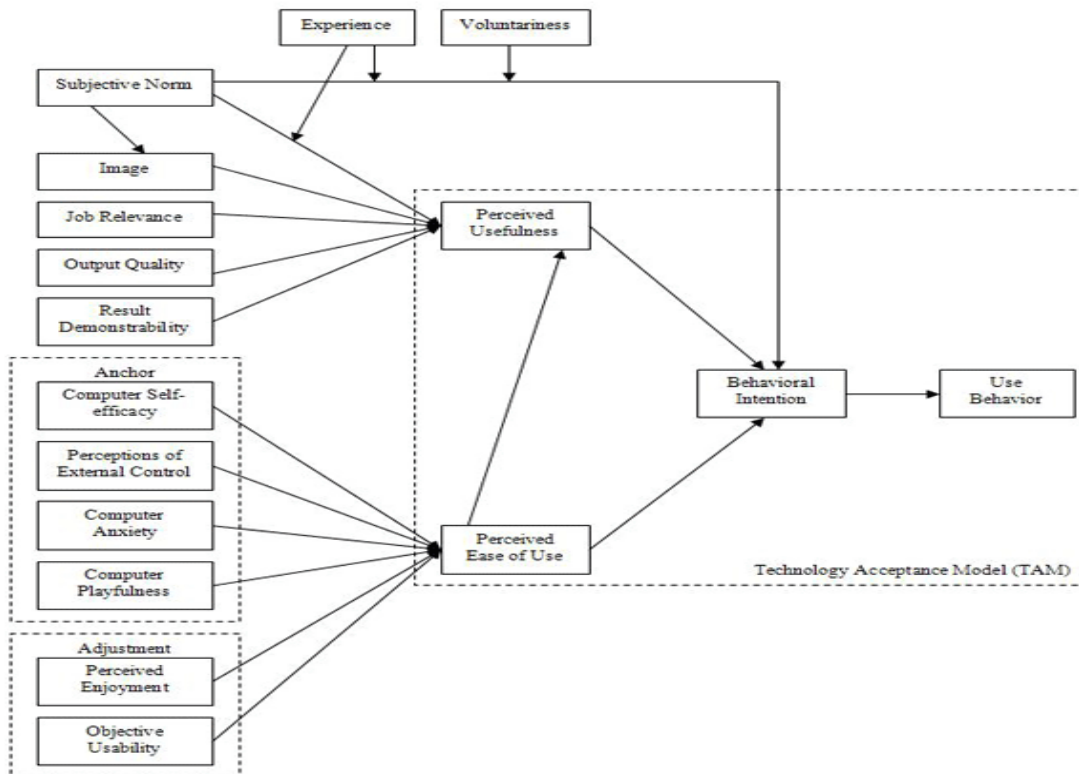 Experience
Voluntariness
Subjective Norm
Image
Job Relevance
Output Quality
Result
Demonstrability
Perceived
Usefulness
Anchor
Computer Self-
efficacy
Perceptions of
External Control
Computer
Anxiety
Computer
Playfulness
Behavioral
Intention
Use
Behavior
Perceived
Ease of Use
Technology Acceptance Model (TAM)
Adjustment
Perceived
Enjoyment
Objective
Usability